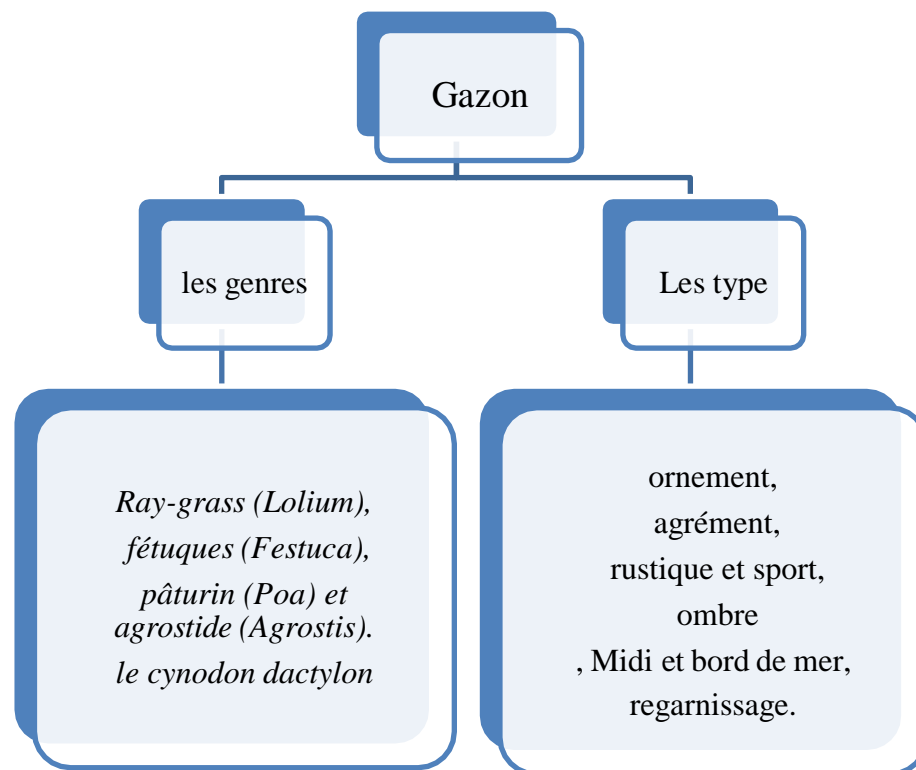 Gazon
les genres
Les type
Ray-grass (Lolium),
fétuques (Festuca),
pâturin (Poa) et
agrostide (Agrostis).
le cynodon dactylon
ornement,
agrément,
rustique et sport,
ombre
, Midi et bord de mer,
regarnissage.